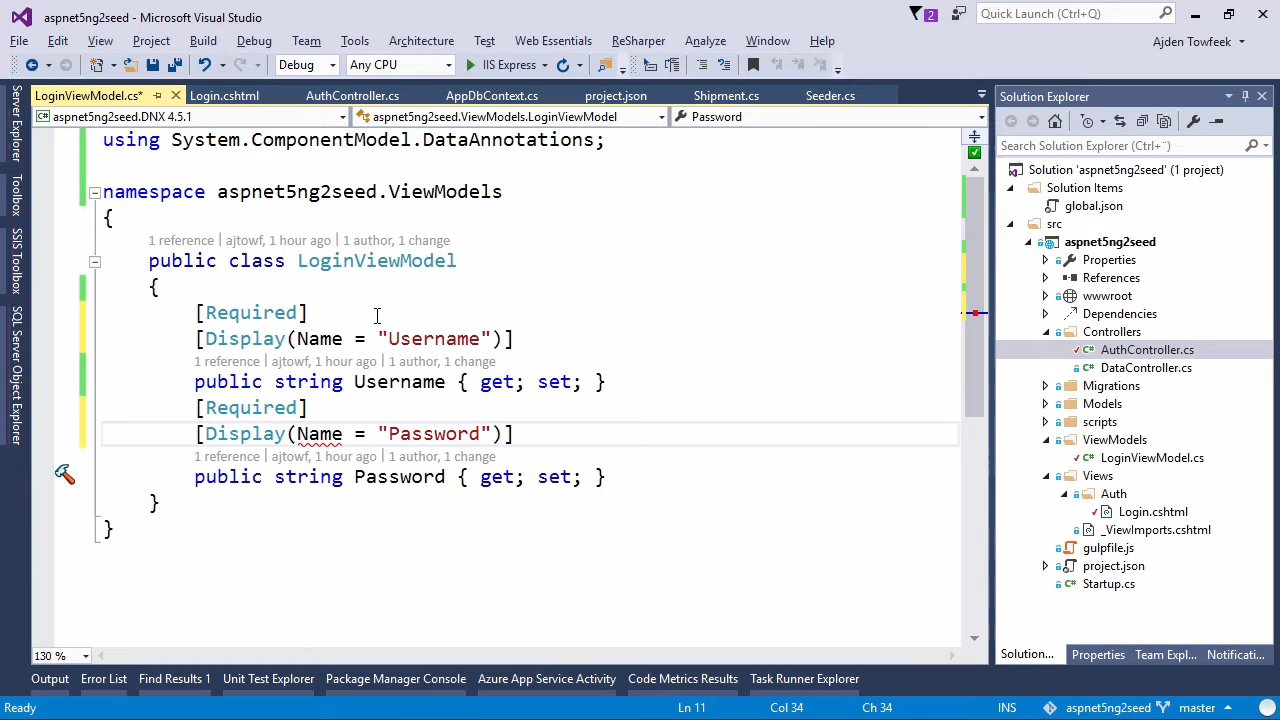 aspnet5ng2seed - Microsoft Visual Studio
2
Quick Launch (Ctrl+Q)
File Edit View Project Build Debug Team Tools Architecture Test Web Essentials ReSharper Analyze Window Help
Ajden Towfeek
Debug Any CPU IIS Express
LoginViewModel.cs* Login.cshtml AuthController.cs AppDbContext.cs project.json Shipment.cs Seeder.cs
aspnet5ng2seed.DNX 4.5.1 aspnet5ng2seed.ViewModels.LoginViewModel Password
Server Explorer
Toolbox
SSIS Toolbox
SQL Server Object Explorer
using System.ComponentModel.DataAnnotations;
namespace aspnet5ng2seed.ViewModels
{
1 reference | ajtowf, 1 hour ago | 1 author, 1 change
public class LoginViewModel
{
[Required]
[Display(Name = "Username")]
1 reference | ajtowf, 1 hour ago | 1 author, 1 change
public string Username { get; set; }
[Required]
[Display(Name = "Password")]
1 reference | ajtowf, 1 hour ago | 1 author, 1 change
public string Password { get; set; }
}
}
130 %
Solution Explorer
Search Solution Explorer (Ctrl+¨)
Solution 'aspnet5ng2seed' (1 project)
Solution Items
global.json
src
aspnet5ng2seed
Properties
References
wwwroot
Dependencies
Controllers
AuthController.cs
DataController.cs
Migrations
Models
scripts
ViewModels
LoginViewModel.cs
Views
Auth
Login.cshtml
_ViewImports.cshtml
gulpfile.js
project.json
Startup.cs
Solution... Properties Team Expl... Notificati...
Output Error List Find Results 1 Unit Test Explorer Package Manager Console Azure App Service Activity Code Metrics Results Task Runner Explorer
Ready Ln 11 Col 34 Ch 34 INS aspnet5ng2seed master